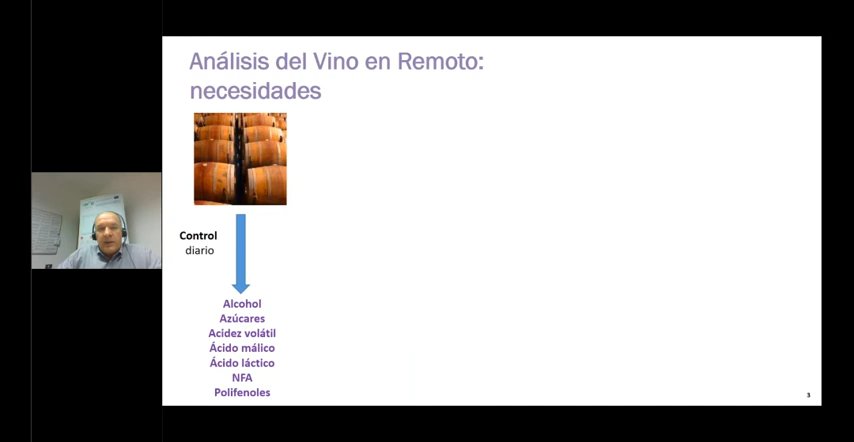 Análisis del Vino en Remoto:
necesidades
Control
diario
Alcohol
Azúcares
Acidez volátil
Ácido málico
Ácido láctico
NFA
Polifenoles
3